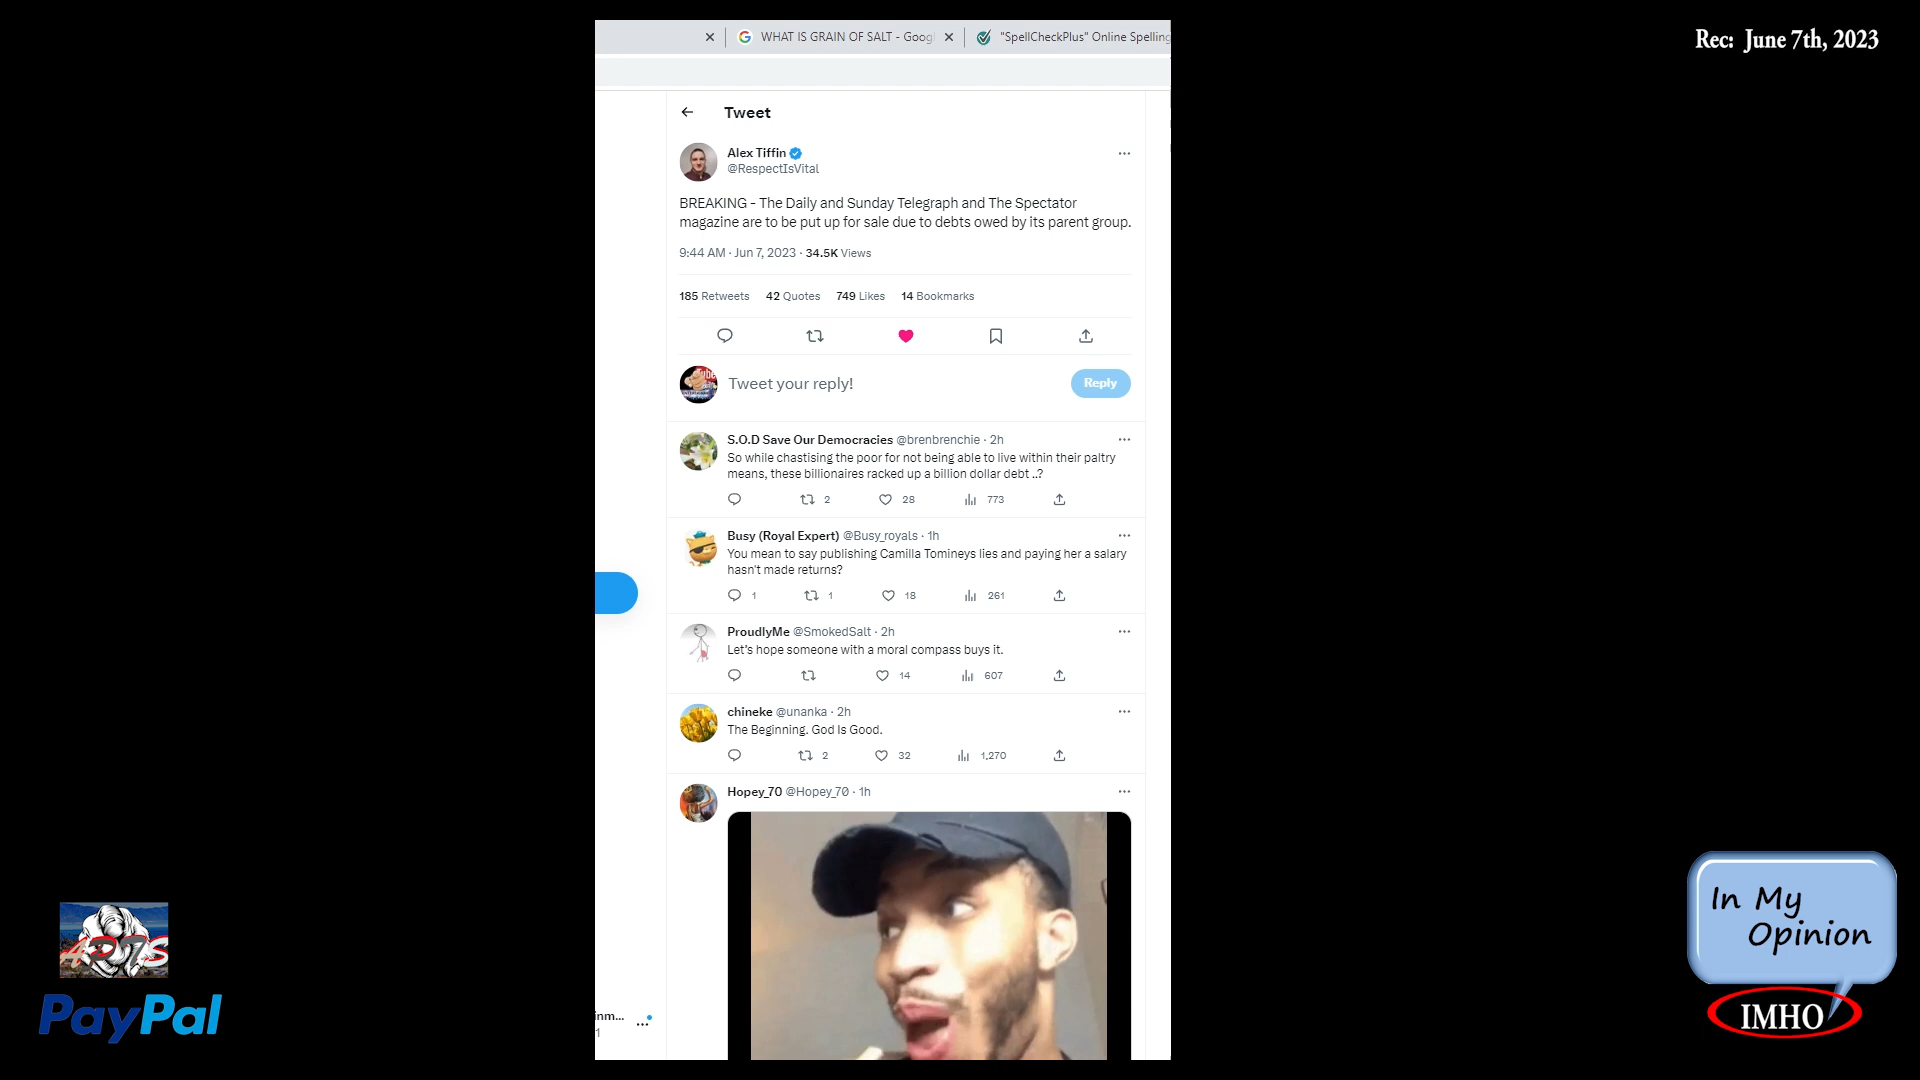 WHAT IS GRAIN OF SALT - Goog
"SpellCheckPlus" Online Spelling
Rec: June 7th, 2023
Tweet
Alex Tiffin
@RespectIsVital
BREAKING - The Daily and Sunday Telegraph and The Spectator
magazine are to be put up for sale due to debts owed by its parent group.
9:44 AM · Jun 7, 2023 · 34.5K Views
185 Retweets 42 Quotes 749 Likes 14 Bookmarks
Tweet your reply!
Reply
S.O.D Save Our Democracies @brenbrenchie · 2h
So while chastising the poor for not being able to live within their paltry
means, these billionaires racked up a billion dollar debt ..?
2 28 773
Busy (Royal Expert) @Busy_royals · 1h
You mean to say publishing Camilla Tomineys lies and paying her a salary
hasn't made returns?
1 1 18 261
ProudlyMe @SmokedSalt · 2h
Let's hope someone with a moral compass buys it.
14 607
chineke @unanka · 2h
The Beginning. God Is Good.
2 32 1,270
Hopey_70 @Hopey_70 · 1h
inm...
1
PayPal
In My
Opinion
IMHO